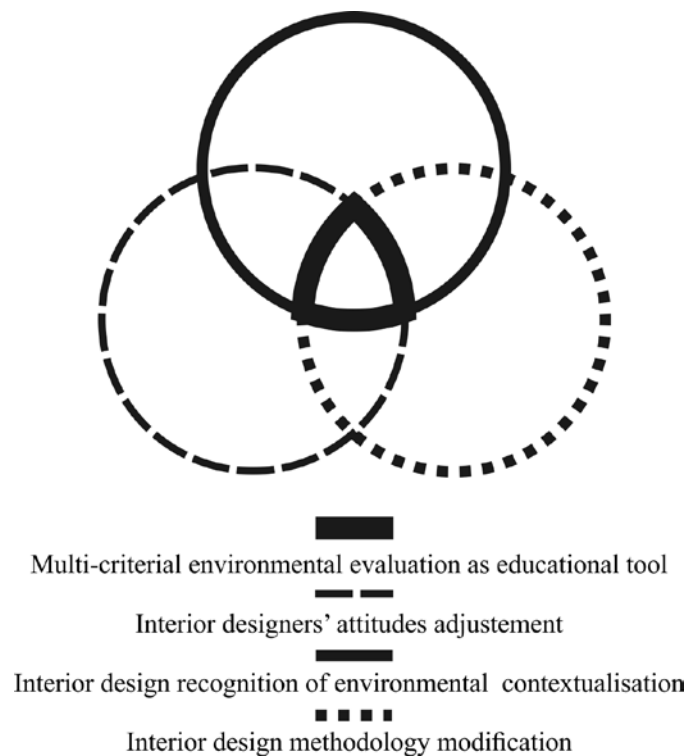 Multi-criterial environmental evaluation as educational tool
Interior designers’ attitudes adjustement
Interior design recognition of environmental contextualisation
Interior design methodology modification